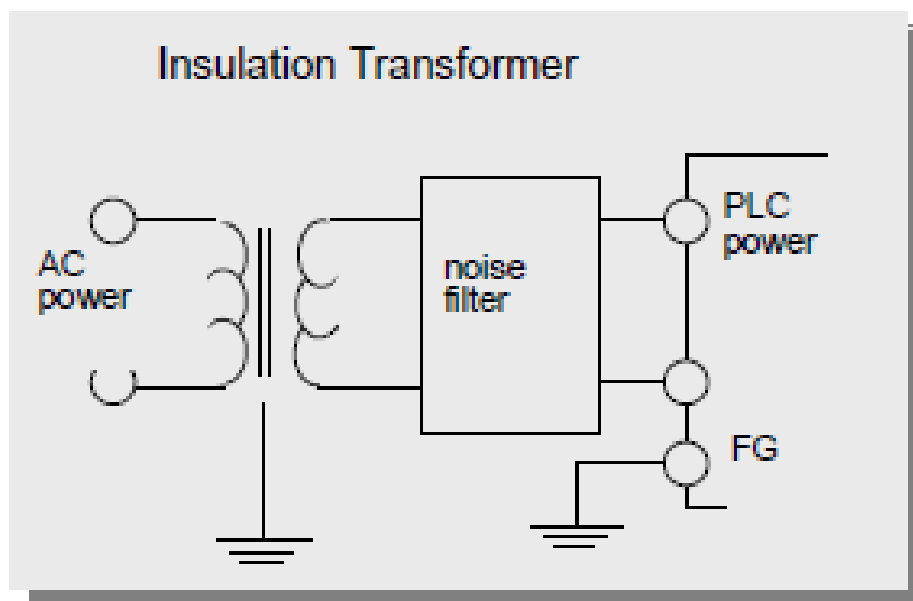 Insulation Transformer
AC
power
noise
filter
PLC
power
FG